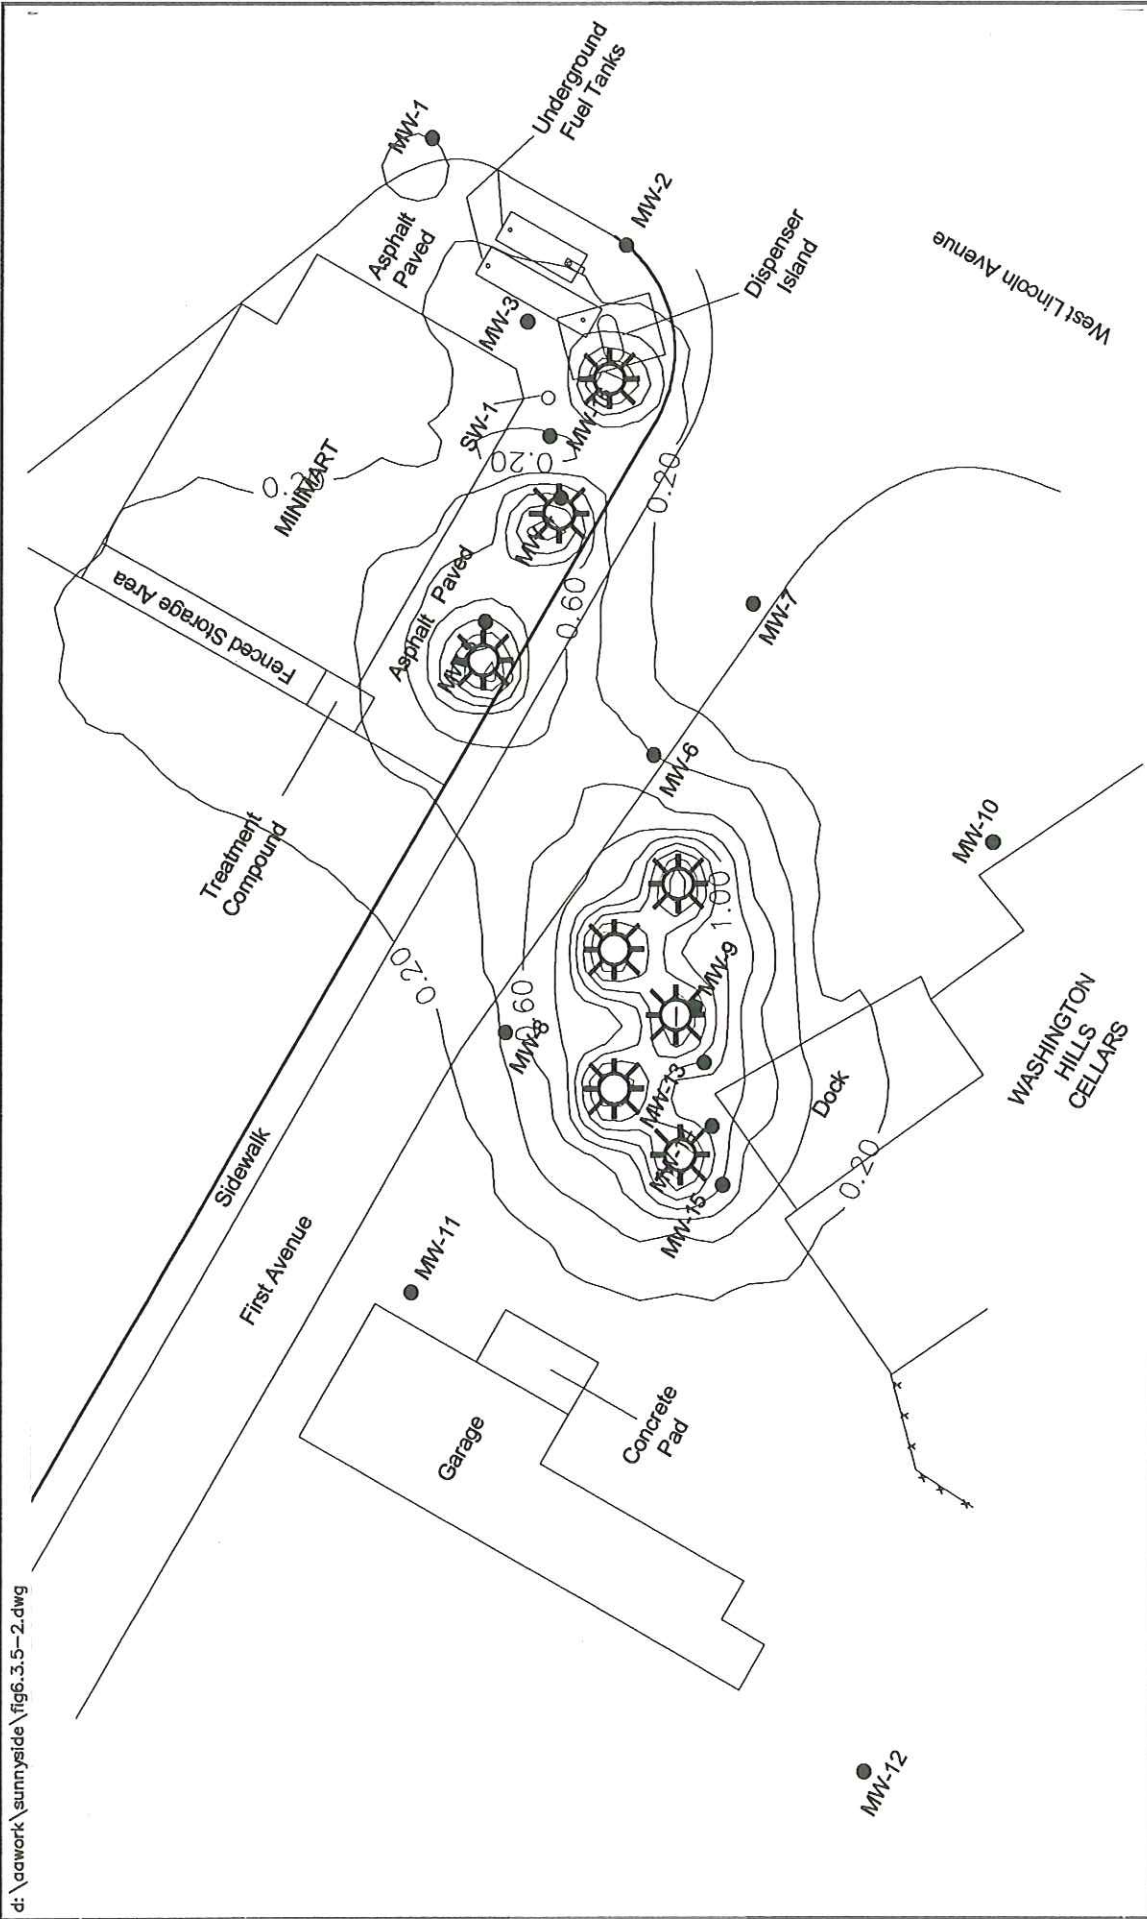 d:\aawork\sunnyside\fig6.3.5-2.dwg
MW-1
Underground
Fuel Tanks
MW-2
Asphalt
Paved
Dispenser
Island
West Lincoln Avenue
MW-3
SW-1
0.20
0.20
MINIMART
Fenced Storage Area
Asphalt Paved
0.60
MW-7
MW-6
Treatment
Compound
MW-10
1.00
MW-9
0.20
0.60
MW-8
MW-13
Dock
WASHINGTON
HILLS
CELLARS
Sidewalk
0.20
MW-15
First Avenue
MW-11
Garage
Concrete
Pad
MW-12